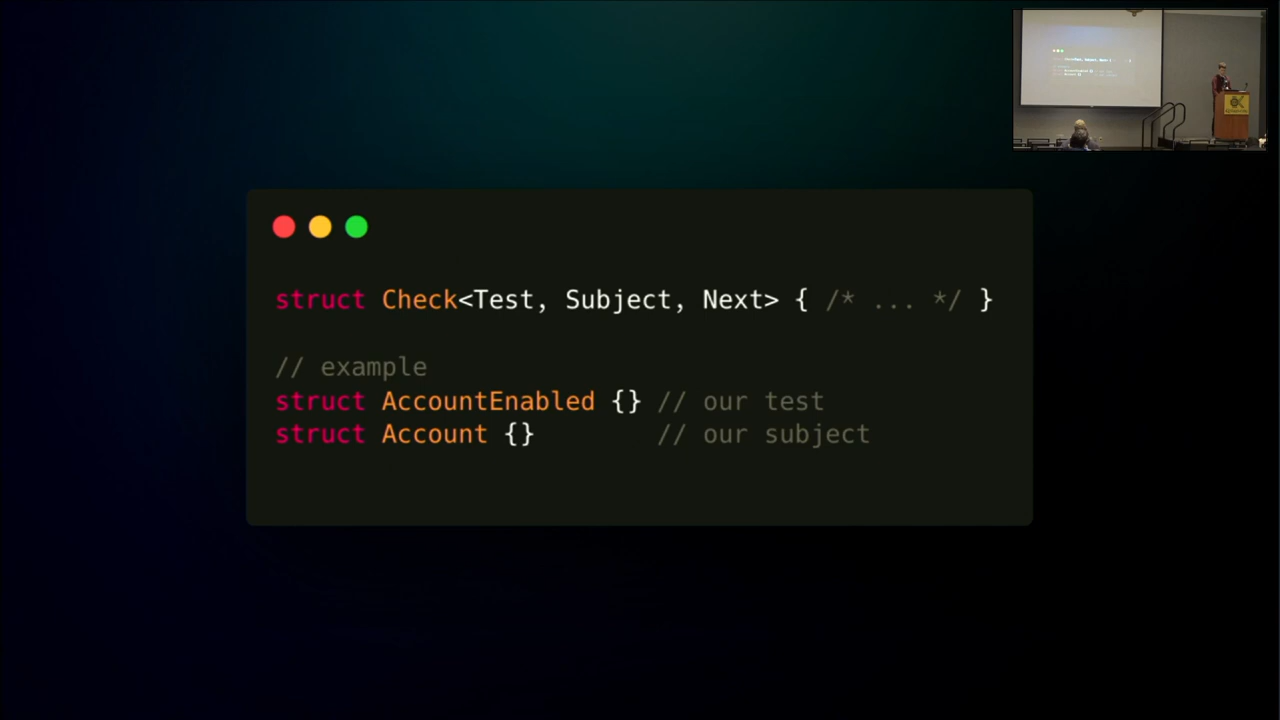 struct Check<Test, Subject, Next> { /* ... */ }
// example
struct AccountEnabled {} // our test
struct Account {}        // our subject